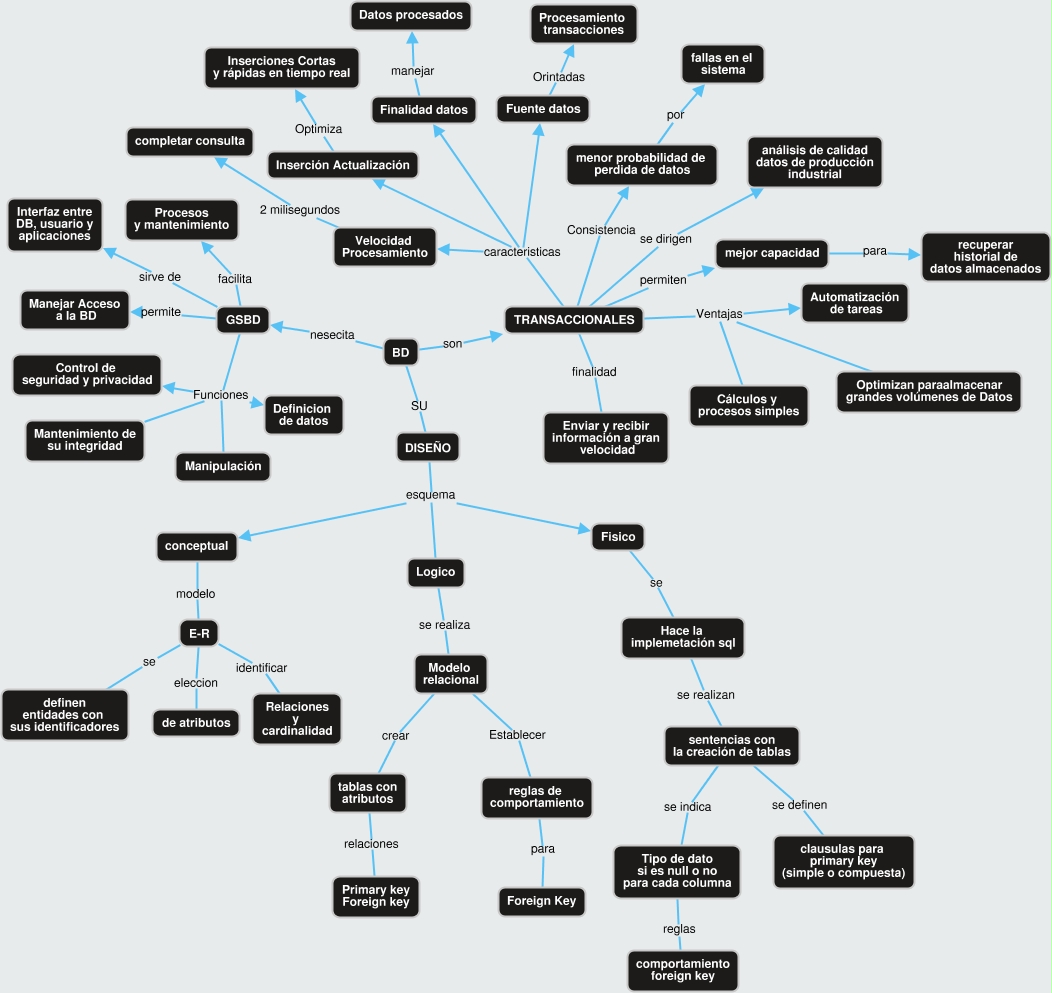 Datos procesados
Procesamiento
transacciones
Inserciones Cortas
y rápidas en tiempo real
manejar
Orintadas
fallas en el
sistema
Finalidad datos
Fuente datos
por
Optimiza
completar consulta
Inserción Actualización
menor probabilidad de
perdida de datos
análisis de calidad
datos de producción
industrial
2 milisegundos
Interfaz entre
DB, usuario y
aplicaciones
Procesos
y mantenimiento
Velocidad
Procesamiento
caracteristicas
Consistencia
se dirigen
mejor capacidad
para
recuperar
historial de
datos almacenados
sirve de
facilita
permiten
Manejar Acceso
a la BD
permite
GSBD
nesecita
BD
son
TRANSACCIONALES
Ventajas
Automatización
de tareas
Control de
seguridad y privacidad
Funciones
Definicion
de datos
Mantenimiento de
su integridad
Manipulación
SU
DISEÑO
finalidad
Enviar y recibir
información a gran
velocidad
Cálculos y
procesos simples
Optimizan paraalmacenar
grandes volúmenes de Datos
esquema
conceptual
Logico
Fisico
modelo
se realiza
se
E-R
Modelo
relacional
Hace la
implemetación sql
se
eleccion
identificar
definen
entidades con
sus identificadores
de atributos
Relaciones
y
cardinalidad
crear
Establecer
se realizan
tablas con
atributos
reglas de
comportamiento
sentencias con
la creación de tablas
relaciones
para
se indica
se definen
Primary key
Foreign key
Foreign Key
Tipo de dato
si es null o no
para cada columna
clausulas para
primary key
(simple o compuesta)
reglas
comportamiento
foreign key